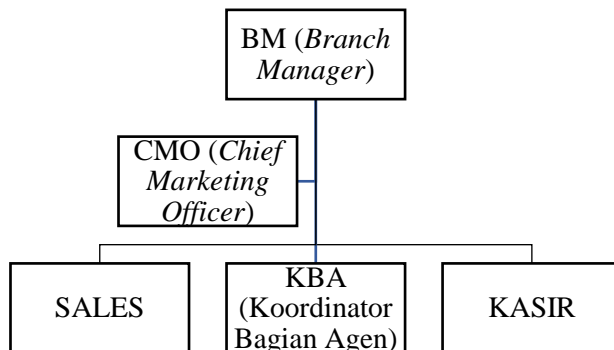 BM (Branch
Manager)
CMO (Chief
Marketing
Officer)
SALES
KBA
(Koordinator
Bagian Agen)
KASIR